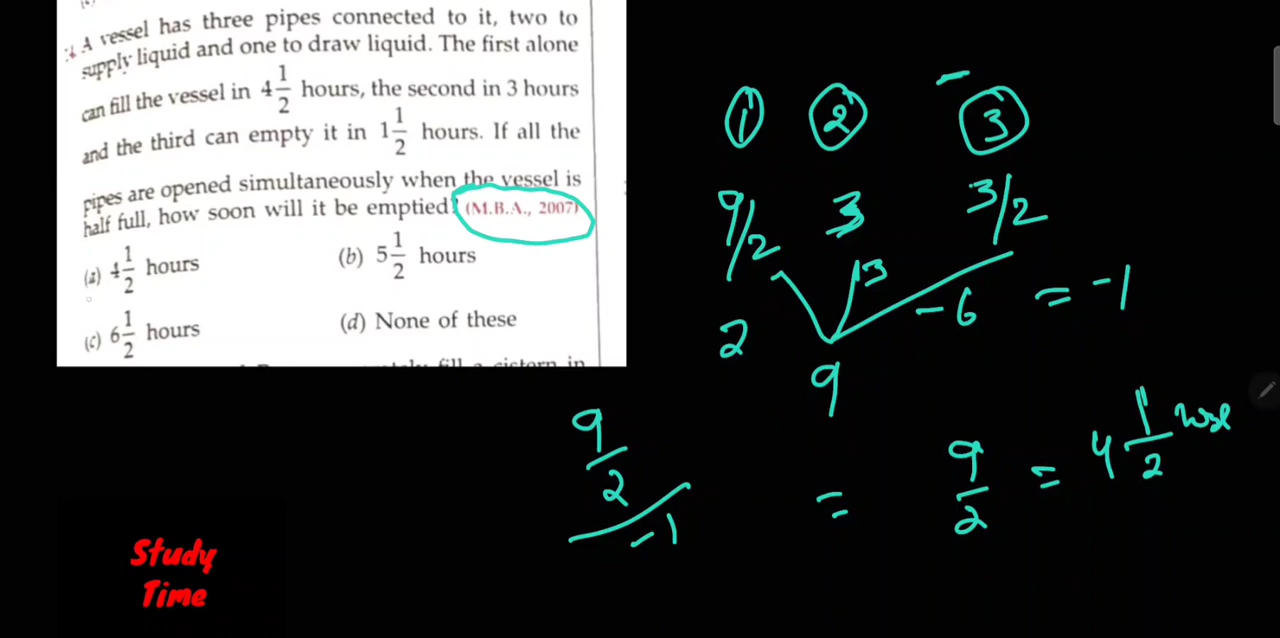 A vessel has three pipes connected to it, two to
supply liquid and one to draw liquid. The first alone
can fill the vessel in 4 1/2 hours, the second in 3 hours
and the third can empty it in 1 1/2 hours. If all the
pipes are opened simultaneously when the vessel is
half full, how soon will it be emptied? (M.B.A., 2007)
(a) 4 1/2 hours (b) 5 1/2 hours
(c) 6 1/2 hours (d) None of these
1 2 3
9/2 3 3/2
2 3 -6 = -1
9
9/2 / -1 = 9/2 = 4 1/2
Study
Time